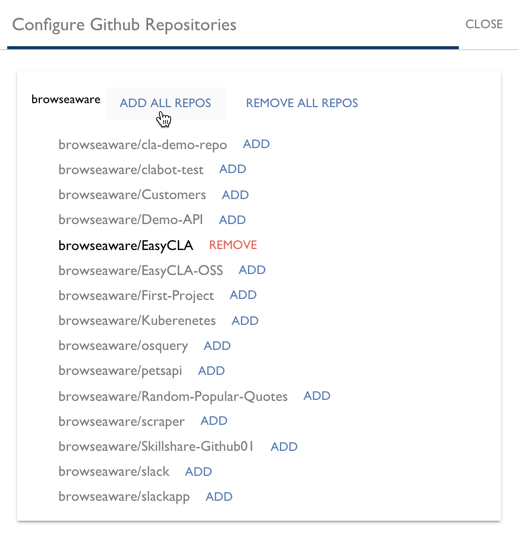 Configure Github Repositories CLOSE
browseaware ADD ALL REPOS REMOVE ALL REPOS
browseaware/cla-demo-repo ADD
browseaware/clabot-test ADD
browseaware/Customers ADD
browseaware/Demo-API ADD
browseaware/EasyCLA REMOVE
browseaware/EasyCLA-OSS ADD
browseaware/First-Project ADD
browseaware/Kuberenetes ADD
browseaware/osquery ADD
browseaware/petsapi ADD
browseaware/Random-Popular-Quotes ADD
browseaware/scraper ADD
browseaware/Skillshare-Github01 ADD
browseaware/slack ADD
browseaware/slackapp ADD